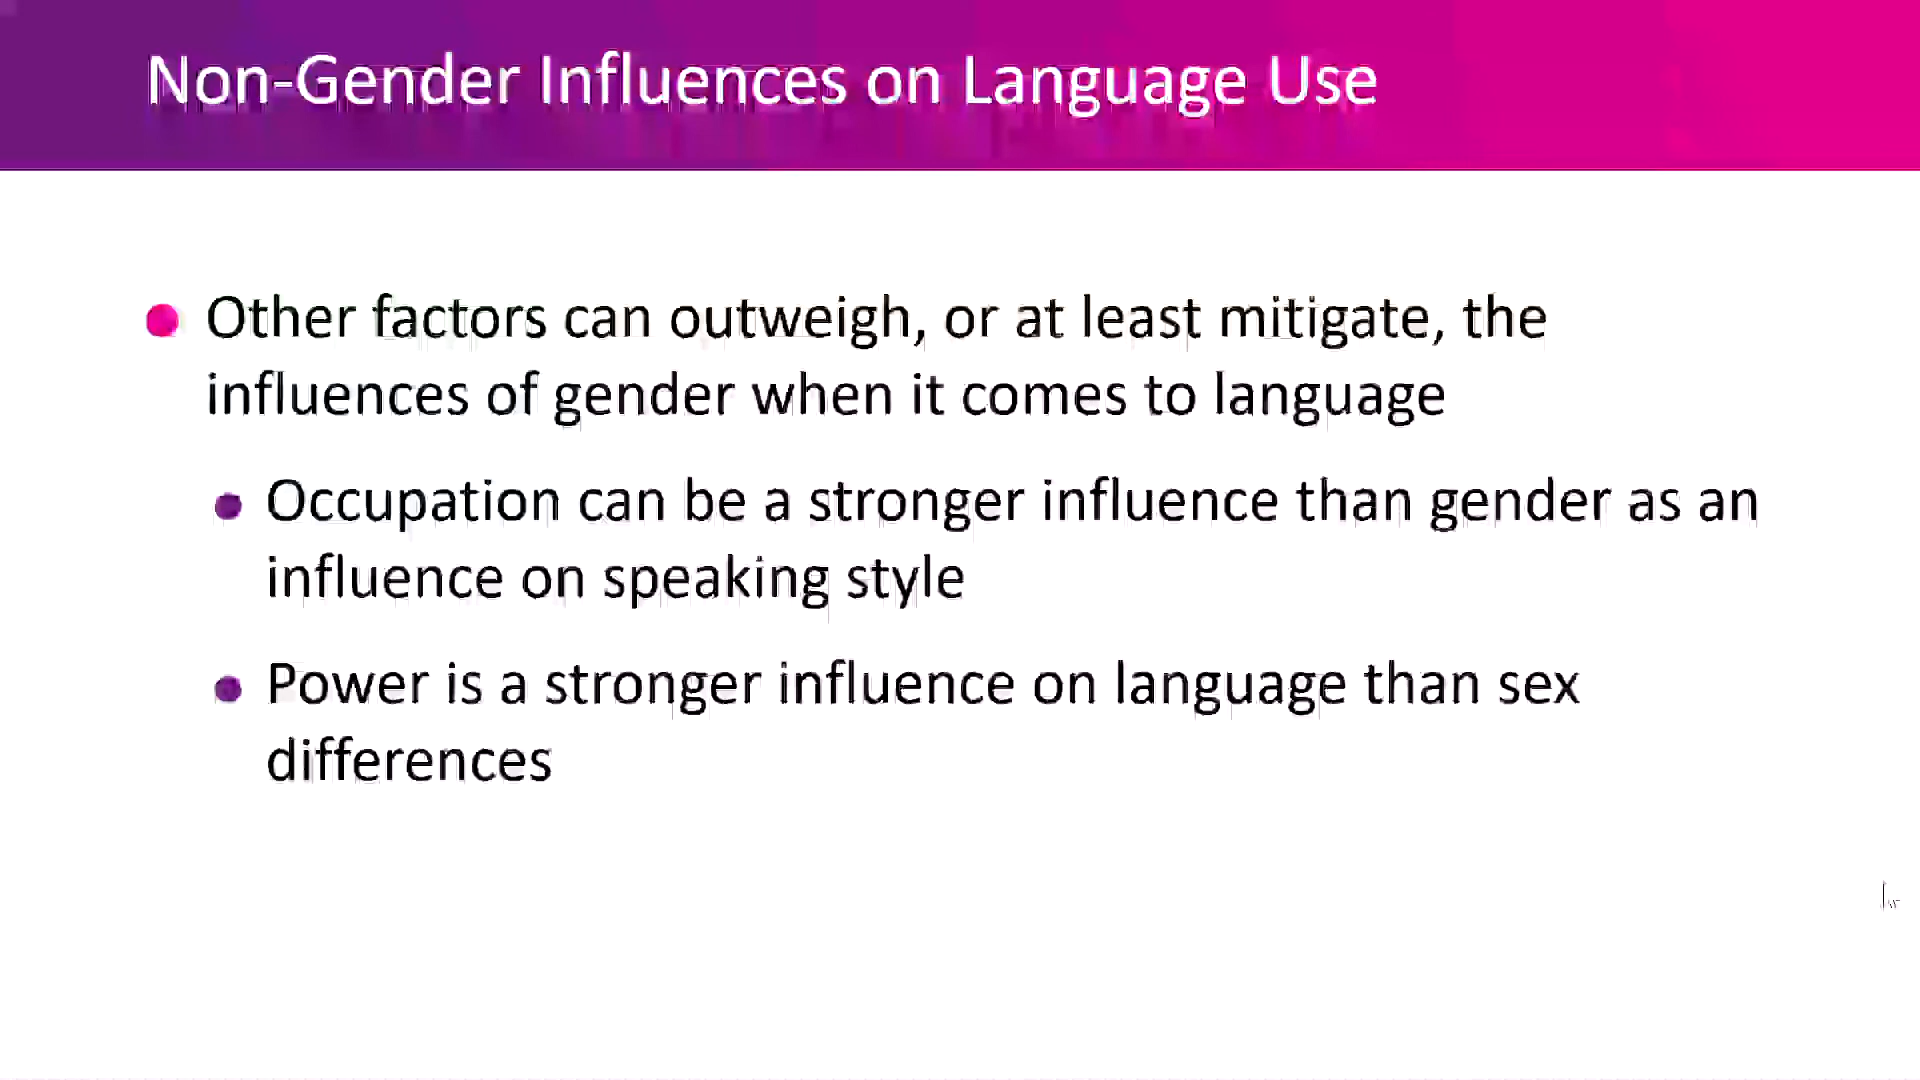 Non-Gender Influences on Language Use
Other factors can outweigh, or at least mitigate, the
influences of gender when it comes to language
Occupation can be a stronger influence than gender as an
influence on speaking style
Power is a stronger influence on language than sex
differences